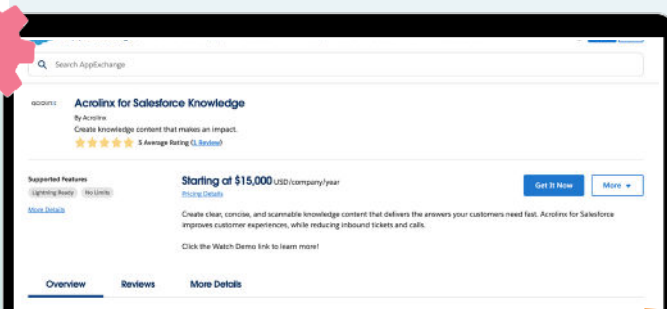 Search AppExchange
acrolinx
Acrolinx for Salesforce Knowledge
By Acrolinx
Create knowledge content that makes an impact.
5 Average Rating (1 Review)
Supported Features
Lightning Ready No Limits
More Details
Starting at $15,000 USD/company/year
Pricing Details
Get It Now
More
Create clear, concise, and scannable knowledge content that delivers the answers your customers need fast. Acrolinx for Salesforce
improves customer experiences, while reducing inbound tickets and calls.
Click the Watch Demo link to learn more!
Overview Reviews More Details